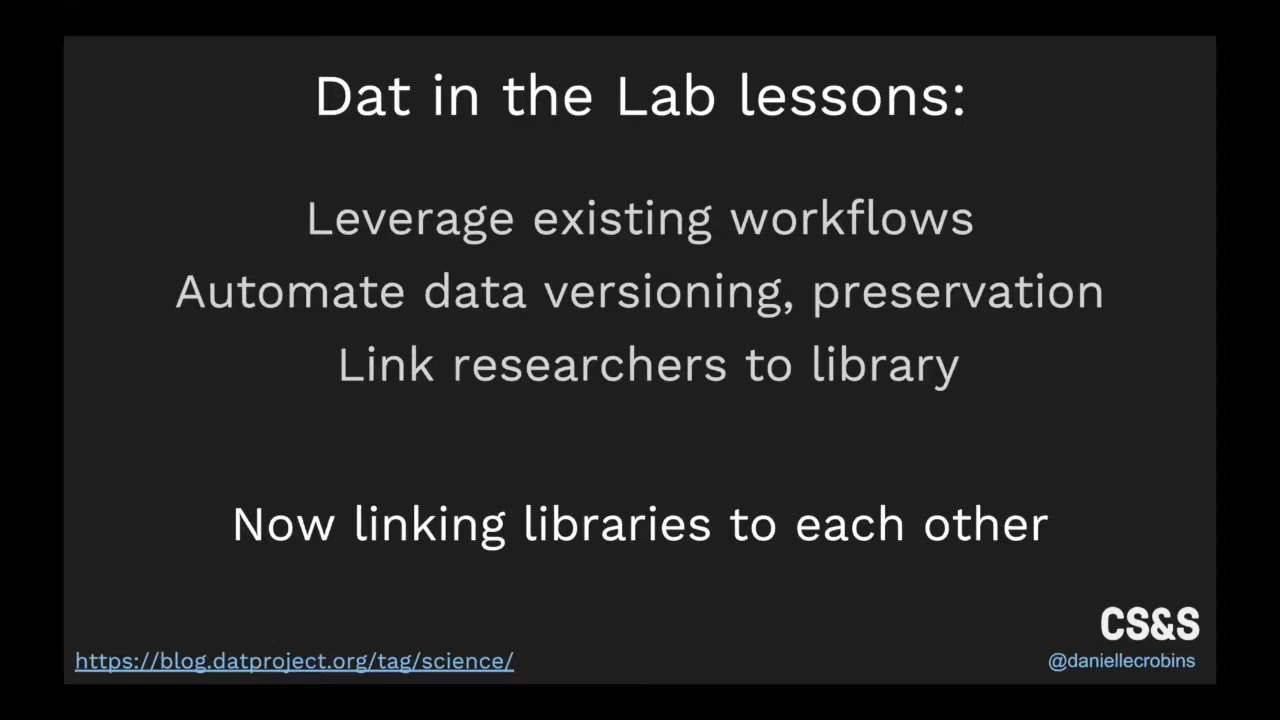 Dat in the Lab lessons:
Leverage existing workflows
Automate data versioning, preservation
Link researchers to library
Now linking libraries to each other
CS&S
https://blog.datproject.org/tag/science/
@daniellecrobins